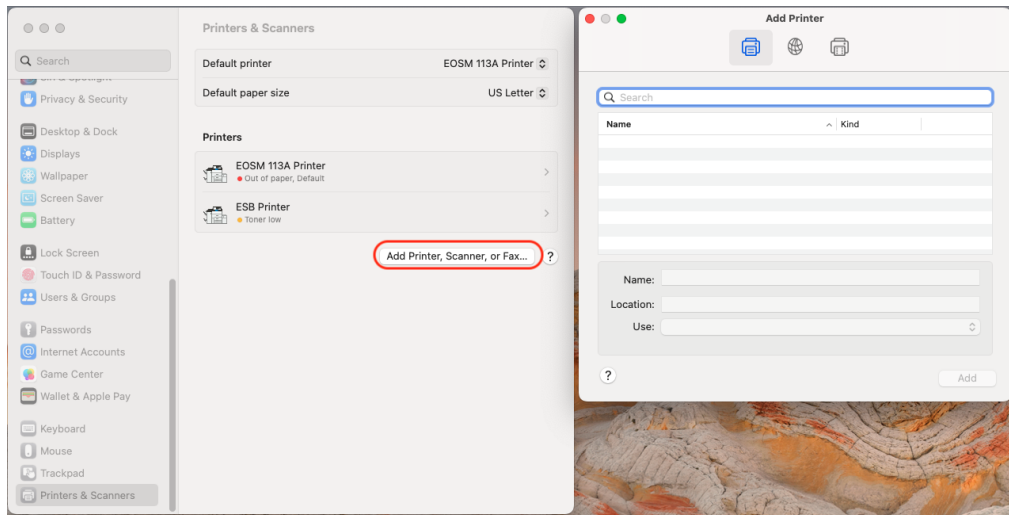 Printers & Scanners
Search
Privacy & Security
Desktop & Dock
Displays
Wallpaper
Screen Saver
Battery
Lock Screen
Touch ID & Password
Users & Groups
Passwords
Internet Accounts
Game Center
Wallet & Apple Pay
Keyboard
Mouse
Trackpad
Printers & Scanners
Default printer EOSM 113A Printer
Default paper size US Letter
Printers
EOSM 113A Printer
Out of paper, Default
ESB Printer
Toner low
Add Printer, Scanner, or Fax... ?
Add Printer
Search
Name Kind
Name:
Location:
Use:
? Add